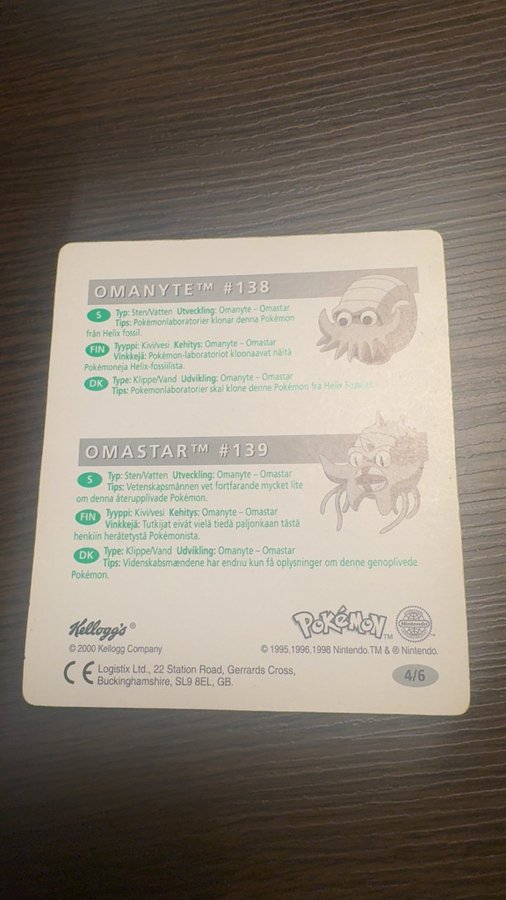 OMANYTE™ #138
S Typ: Sten/Vatten Utveckling: Omanyte – Omastar
Tips: Pokémonlaboratorier klonar denna Pokémon
från Helix fossil.
FIN Tyyppi: Kivi/vesi Kehitys: Omanyte – Omastar
Vinkkejä: Pokémon-laboratoriot kloonaavat näitä
Pokémoneja Helix-fossiilista.
DK Type: Klippe/Vand Udvikling: Omanyte – Omastar
Tips: Pokemonlaboratorier skal klone denne Pokémon fra Helix Fossiler.
OMASTAR™ #139
S Typ: Sten/Vatten Utveckling: Omanyte – Omastar
Tips: Vetenskapsmännen vet fortfarande mycket lite
om denna återupplivade Pokémon.
FIN Tyyppi: Kivi/vesi Kehitys: Omanyte – Omastar
Vinkkejä: Tutkijat eivät vielä tiedä paljonkaan tästä
henkiin herätetystä Pokémonista.
DK Type: Klippe/Vand Udvikling: Omanyte – Omastar
Tips: Videnskabsmændene har endnu kun få oplysninger om denne genoplivede
Pokémon.
Kellogg's ®
© 2000 Kellogg Company
POKéMON™
Nintendo
© 1995,1996,1998 Nintendo.TM & ® Nintendo.
CE Logistix Ltd., 22 Station Road, Gerrards Cross,
Buckinghamshire, SL9 8EL, GB.
4/6